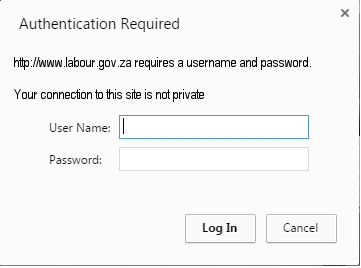 Authentication Required
http://www.labour.gov.za requires a username and password.
Your connection to this site is not private
User Name:
Password:
Log In
Cancel